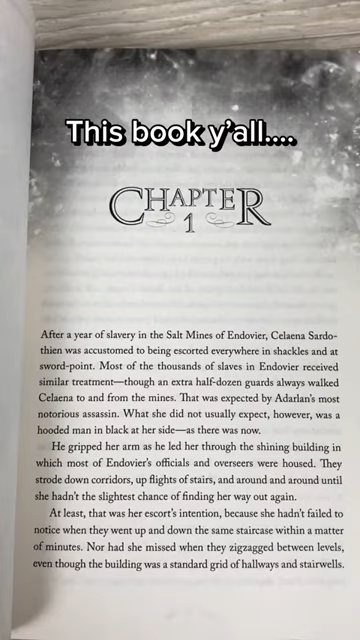 This book y'all....
CHAPTER
1
After a year of slavery in the Salt Mines of Endovier, Celaena Sardo-
thien was accustomed to being escorted everywhere in shackles and at
sword-point. Most of the thousands of slaves in Endovier received
similar treatment—though an extra half-dozen guards always walked
Celaena to and from the mines. That was expected by Adarlan's most
notorious assassin. What she did not usually expect, however, was a
hooded man in black at her side—as there was now.
He gripped her arm as he led her through the shining building in
which most of Endovier's officials and overseers were housed. They
strode down corridors, up flights of stairs, and around and around until
she hadn't the slightest chance of finding her way out again.
At least, that was her escort's intention, because she hadn't failed to
notice when they went up and down the same staircase within a matter
of minutes. Nor had she missed when they zigzagged between levels,
even though the building was a standard grid of hallways and stairwells.